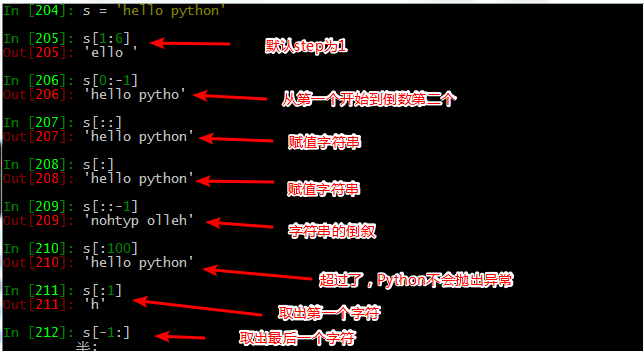 In [204]: s = 'hello python'
In [205]: s[1:6]
Out[205]: 'ello '
默认step为1
In [206]: s[0:-1]
Out[206]: 'hello pytho'
从第一个开始到倒数第二个
In [207]: s[::]
Out[207]: 'hello python'
赋值字符串
In [208]: s[:]
Out[208]: 'hello python'
赋值字符串
In [209]: s[::-1]
Out[209]: 'nohtyp olleh'
字符串的倒叙
In [210]: s[:100]
Out[210]: 'hello python'
超过了，Python不会抛出异常
In [211]: s[:1]
Out[211]: 'h'
取出第一个字符
In [212]: s[-1:]
取出最后一个字符
半: